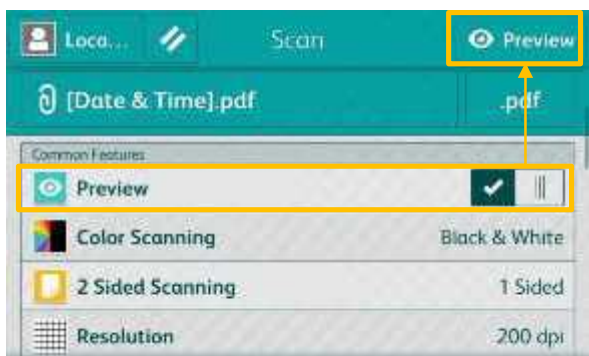 Loca... Scan Preview
[Date & Time].pdf .pdf
Common Features
Preview
Color Scanning Black & White
2 Sided Scanning 1 Sided
Resolution 200 dpi